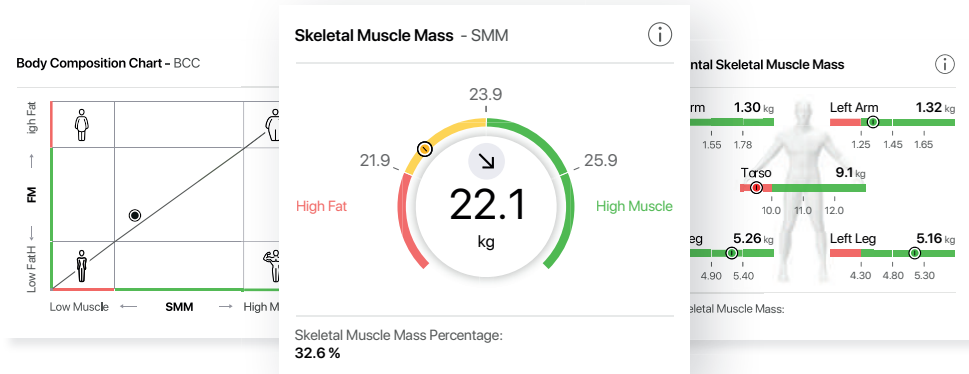 Body Composition Chart - BCC
igh Fat
FM
Low FatH
Low Muscle
SMM
High M
Skeletal Muscle Mass - SMM
23.9
21.9
25.9
High Fat
High Muscle
22.1
kg
Skeletal Muscle Mass Percentage:
32.6 %
ntal Skeletal Muscle Mass
rm 1.30 kg
1.55 1.78
Left Arm 1.32 kg
1.25 1.45 1.65
Torso 9.1 kg
10.0 11.0 12.0
eg 5.26 kg
4.90 5.40
Left Leg 5.16 kg
4.30 4.80 5.30
etal Muscle Mass: